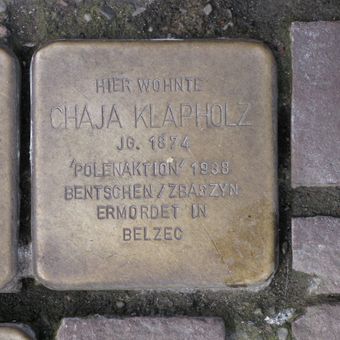 HIER WOHNTE
CHAJA KLAPHOLZ
JG. 1874
'POLENAKTION' 1938
BENTSCHEN/ZBASZYN
ERMORDET IN
BELZEC